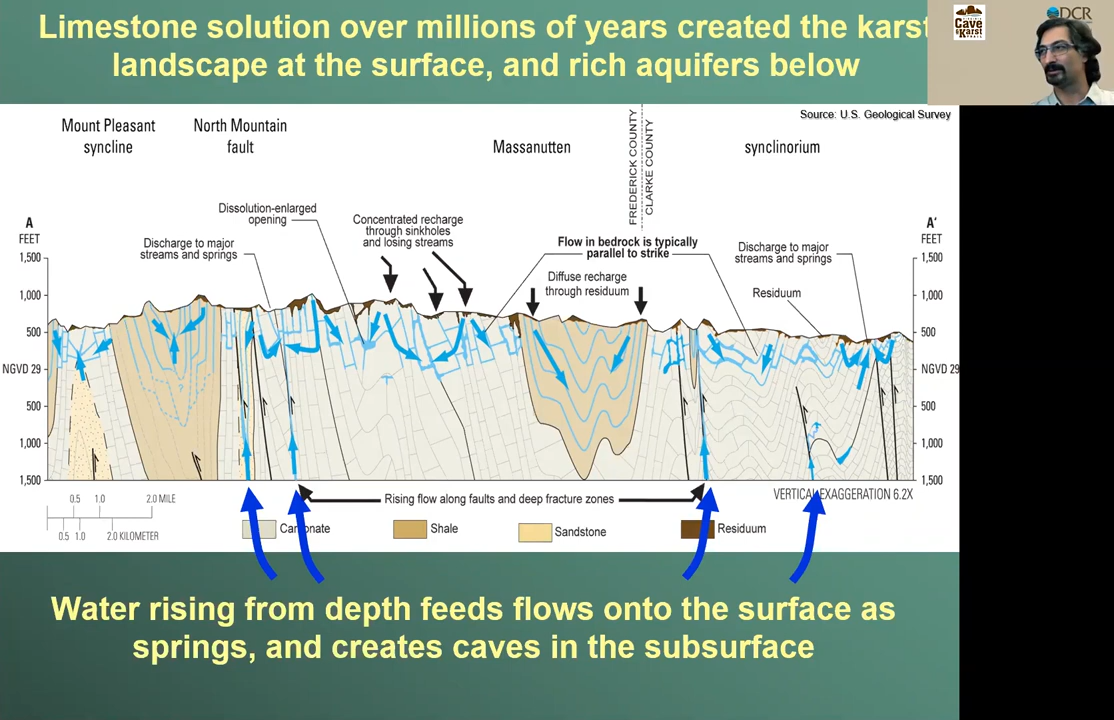 Limestone solution over millions of years created the karst
landscape at the surface, and rich aquifers below
Cave
& Karst
DCR
Source: U.S. Geological Survey
Mount Pleasant
syncline
North Mountain
fault
Massanutten
synclinorium
FREDERICK COUNTY
CLARKE COUNTY
A
FEET
1,500
1,000
500
NGVD 29
500
1,000
1,500
A'
FEET
1,500
1,000
500
NGVD 29
500
1,000
1,500
Discharge to major
streams and springs
Dissolution-enlarged
opening
Concentrated recharge
through sinkholes
and losing streams
Flow in bedrock is typically
parallel to strike
Diffuse recharge
through residuum
Discharge to major
streams and springs
Residuum
?
0.5 1.0 2.0 MILE
0.5 1.0 2.0 KILOMETER
Rising flow along faults and deep fracture zones
VERTICAL EXAGGERATION 6.2X
Carbonate
Shale
Sandstone
Residuum
Water rising from depth feeds flows onto the surface as
springs, and creates caves in the subsurface